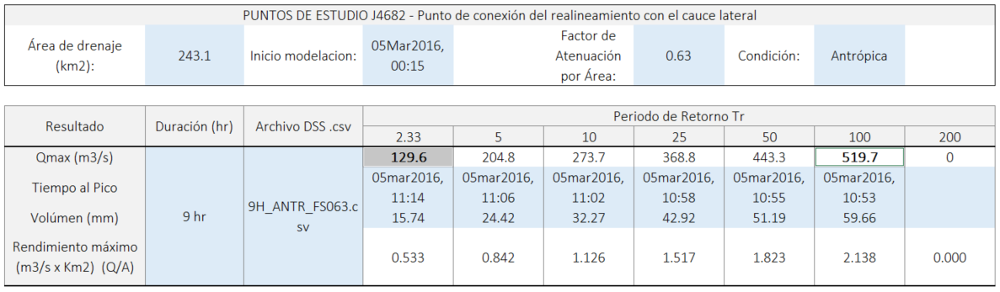 PUNTOS DE ESTUDIO J4682 - Punto de conexión del realineamiento con el cauce lateral
Área de drenaje (km2): 243.1 Inicio modelacion: 05Mar2016, 00:15 Factor de Atenuación por Área: 0.63 Condición: Antrópica
Resultado Duración (hr) Archivo DSS .csv Periodo de Retorno Tr
2.33 5 10 25 50 100 200
Qmax (m3/s) 129.6 204.8 273.7 368.8 443.3 519.7 0
Tiempo al Pico 05mar2016, 11:14 05mar2016, 11:06 05mar2016, 11:02 05mar2016, 10:58 05mar2016, 10:55 05mar2016, 10:53
9 hr 9H_ANTR_FS063.csv
Volúmen (mm) 15.74 24.42 32.27 42.92 51.19 59.66
Rendimiento máximo (m3/s x Km2) (Q/A) 0.533 0.842 1.126 1.517 1.823 2.138 0.000